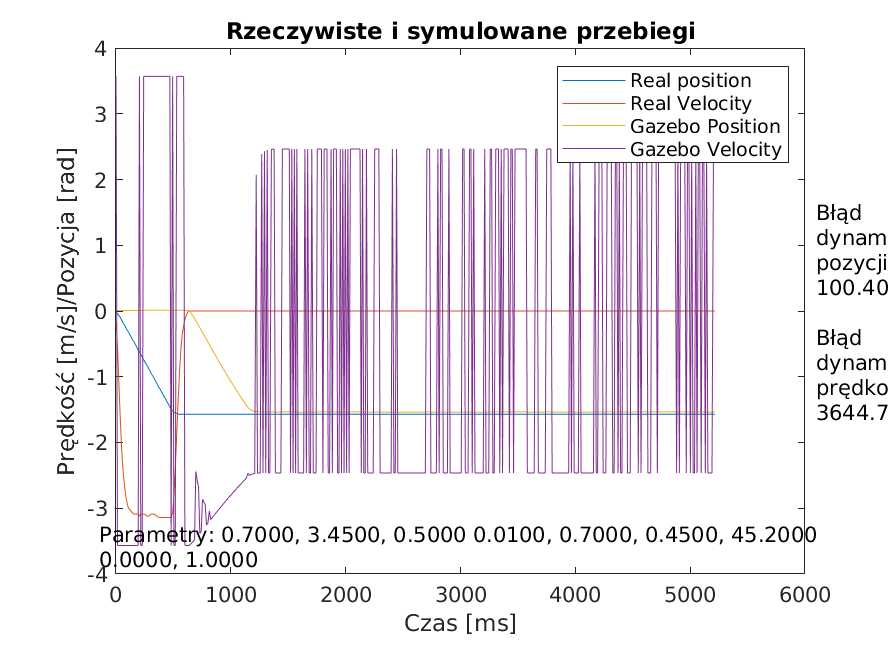 Rzeczywiste i symulowane przebiegi
4
3
2
1
0
-1
-2
-3
-4
Prędkość [m/s]/Pozycja [rad]
Real position
Real Velocity
Gazebo Position
Gazebo Velocity
Błąd
dynam
pozycji
100.40
Błąd
dynam
prędko
3644.7
Parametry: 0.7000, 3.4500, 0.5000 0.0100, 0.7000, 0.4500, 45.2000
0.0000, 1.0000
0 1000 2000 3000 4000 5000 6000
Czas [ms]